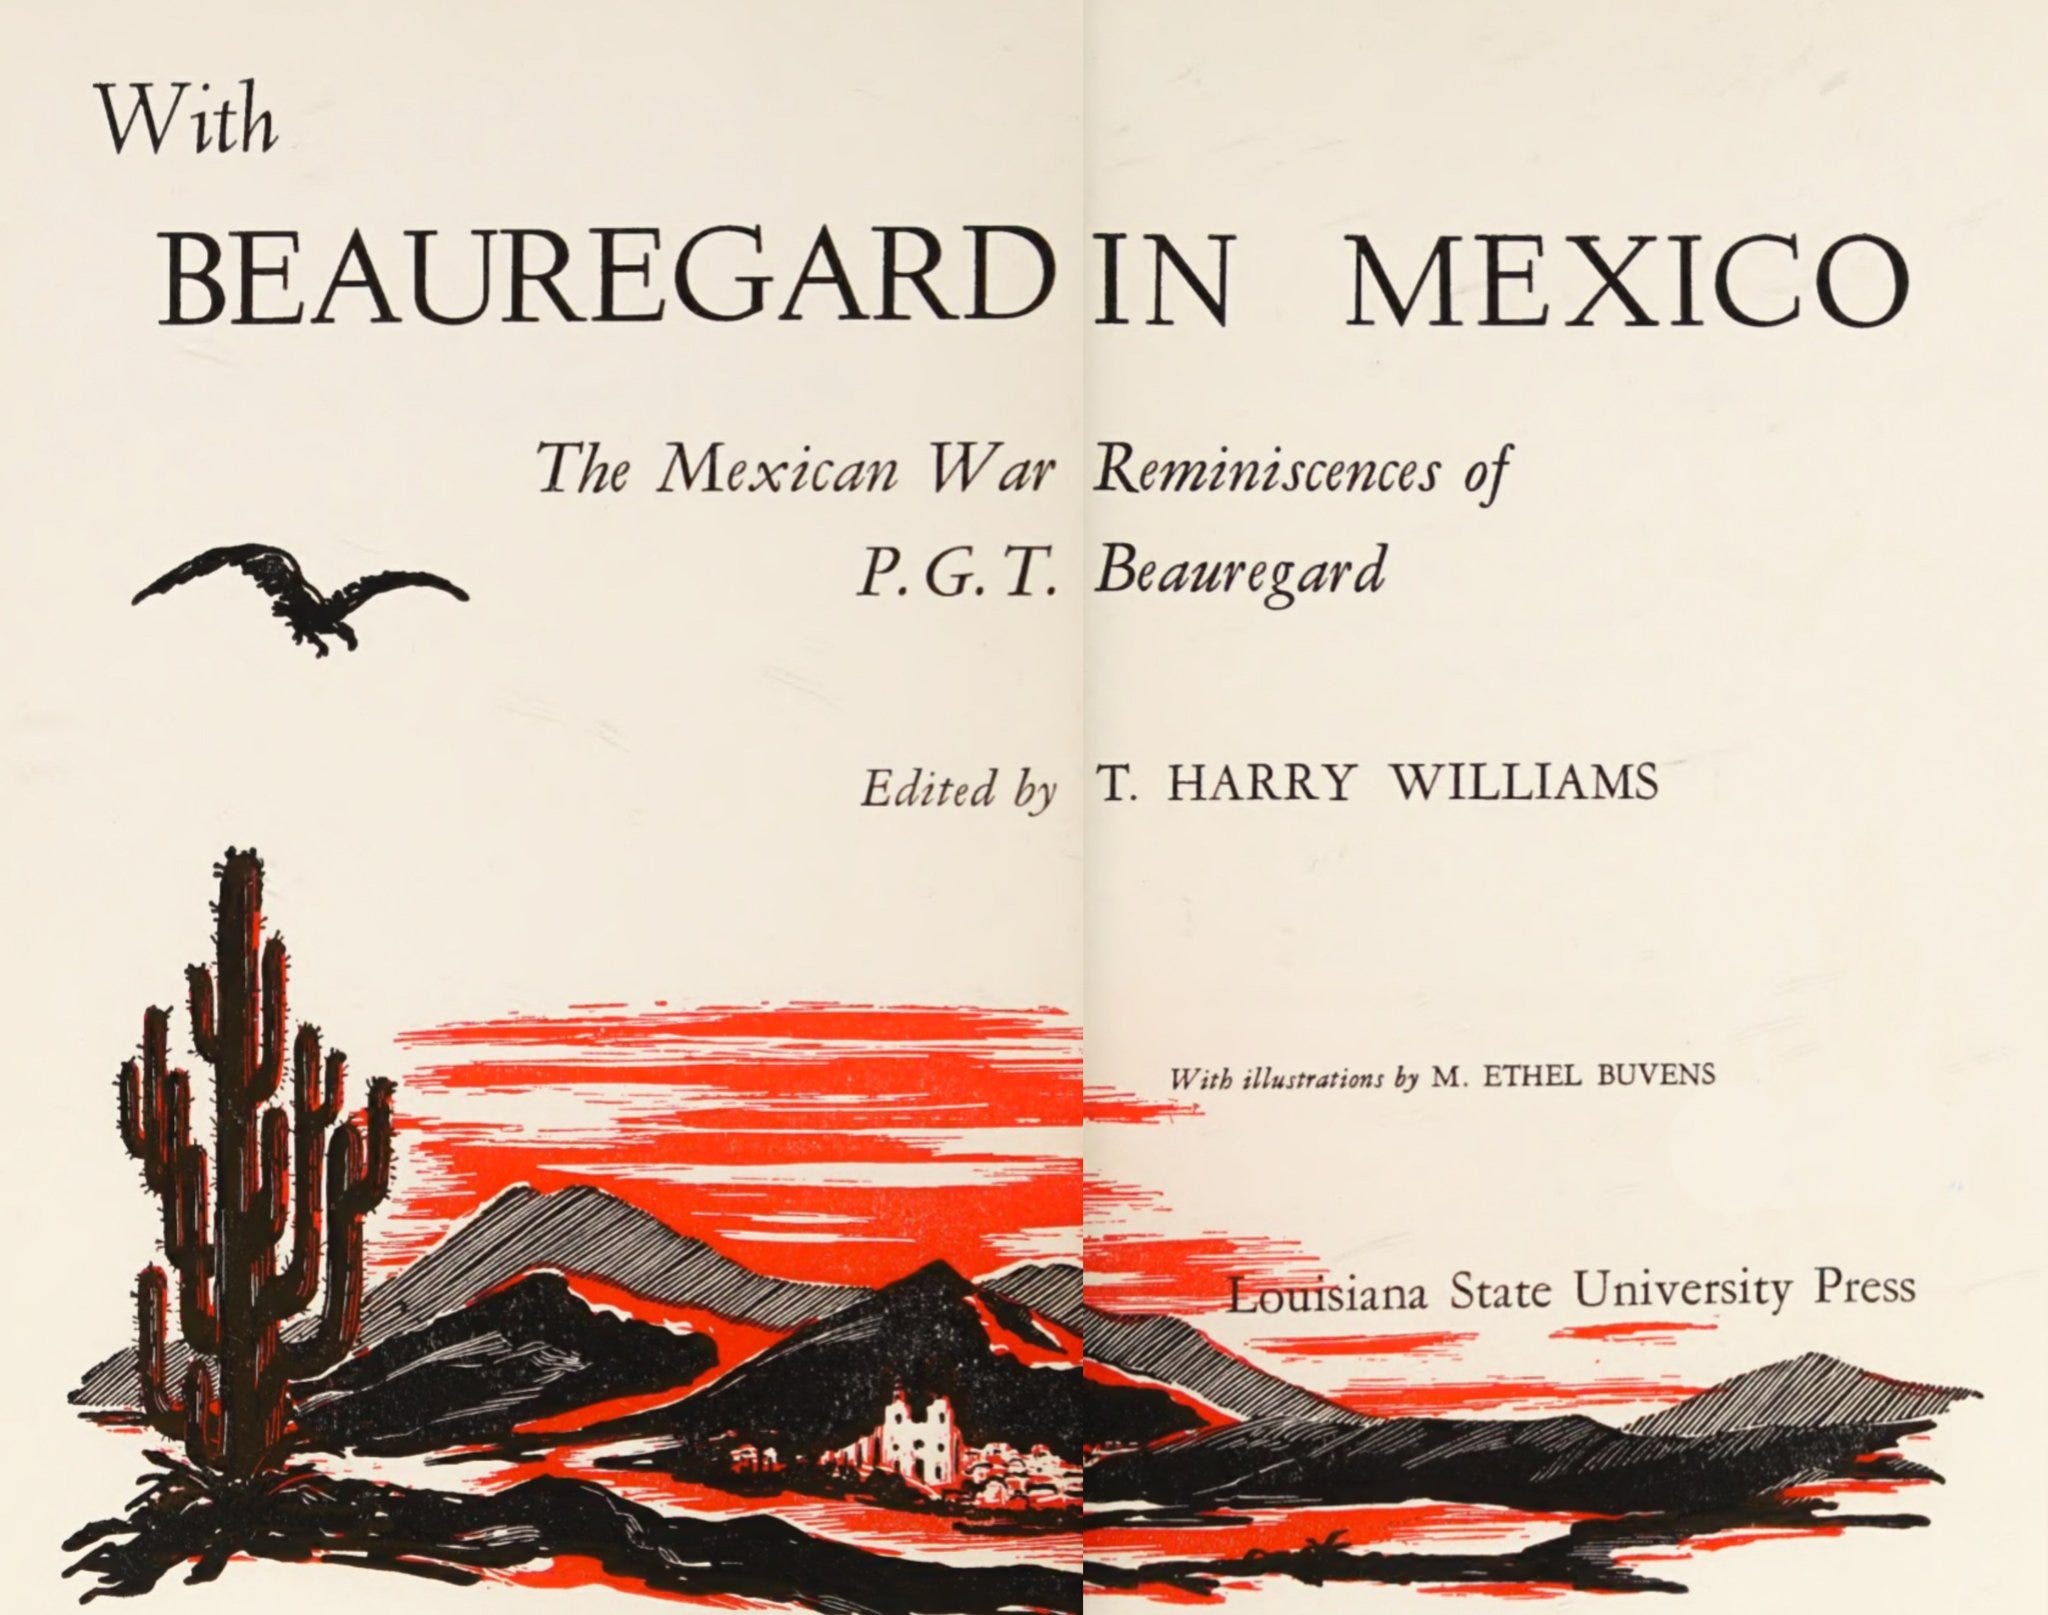 With
BEAUREGARD IN MEXICO
The Mexican War Reminiscences of
P. G. T. Beauregard
Edited by T. HARRY WILLIAMS
With illustrations by M. ETHEL BUVENS
Louisiana State University Press